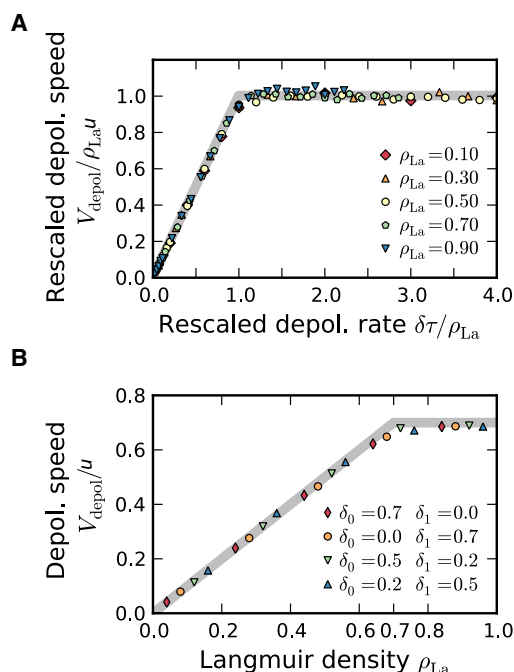 A
Rescaled depol. speed
V_depol/ρ_La u
1.0
0.8
0.6
0.4
0.2
0.0
ρ_La=0.10
ρ_La=0.30
ρ_La=0.50
ρ_La=0.70
ρ_La=0.90
0.0 1.0 2.0 3.0 4.0
Rescaled depol. rate δτ/ρ_La
B
Depol. speed
V_depol/u
0.8
0.6
0.4
0.2
0.0
δ_0=0.7 δ_1=0.0
δ_0=0.0 δ_1=0.7
δ_0=0.5 δ_1=0.2
δ_0=0.2 δ_1=0.5
0.0 0.2 0.4 0.6 0.7 0.8 1.0
Langmuir density ρ_La